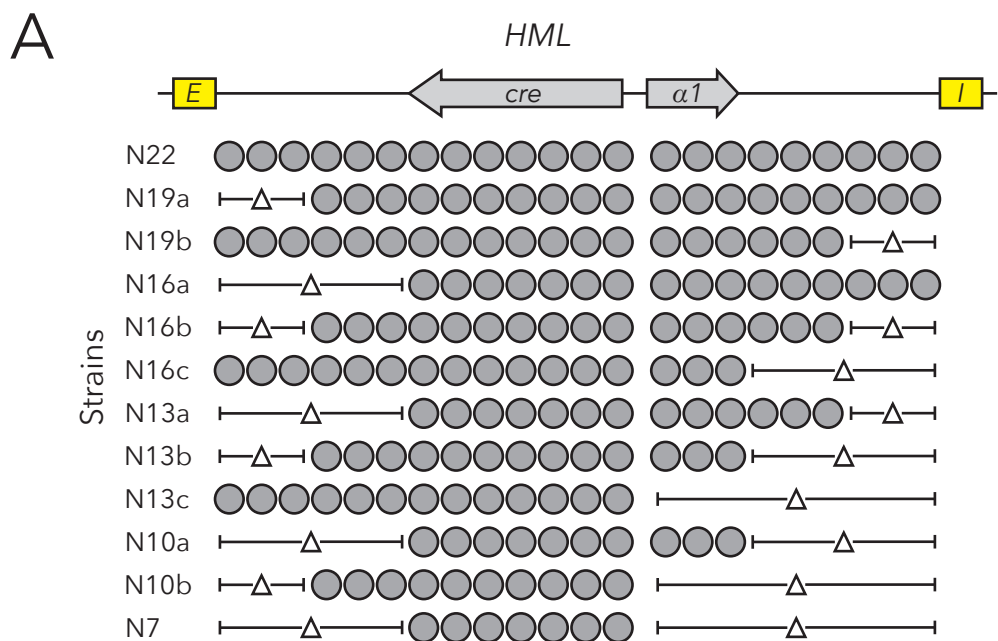 A
HML
E cre α1 I
Strains
N22
N19a
N19b
N16a
N16b
N16c
N13a
N13b
N13c
N10a
N10b
N7